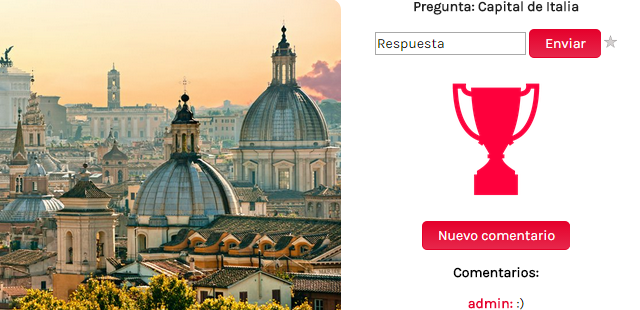 Pregunta: Capital de Italia
Respuesta
Enviar
Nuevo comentario
Comentarios:
admin: :)